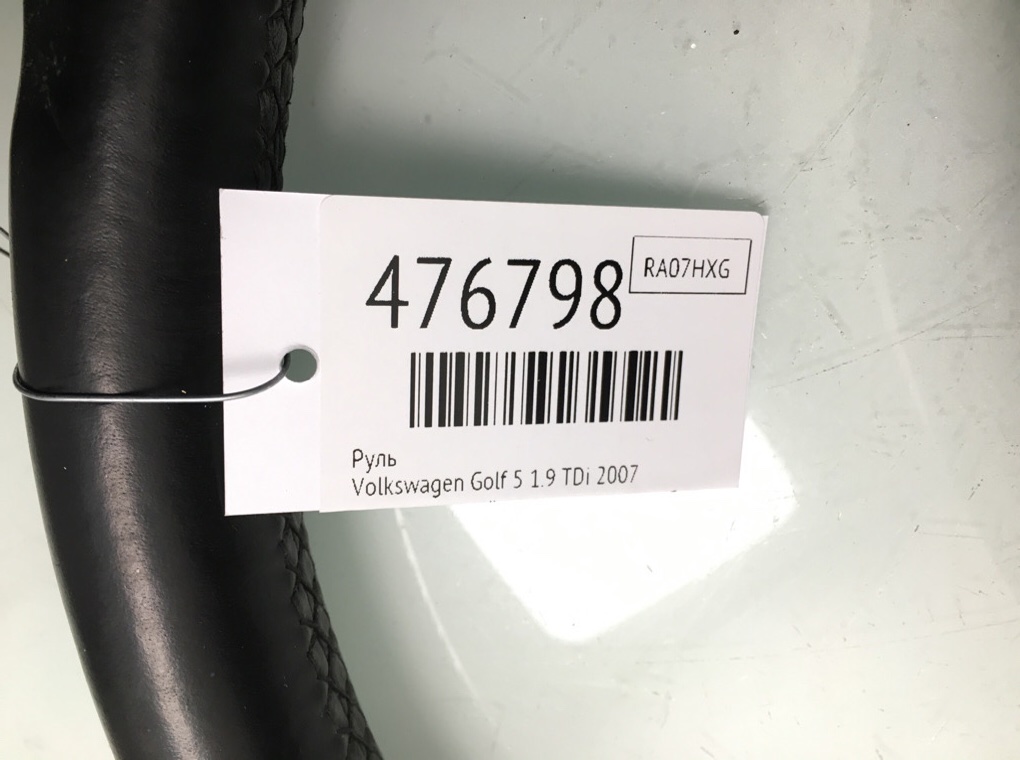 476798
RA07HXG
Руль
Volkswagen Golf 5 1.9 TDi 2007